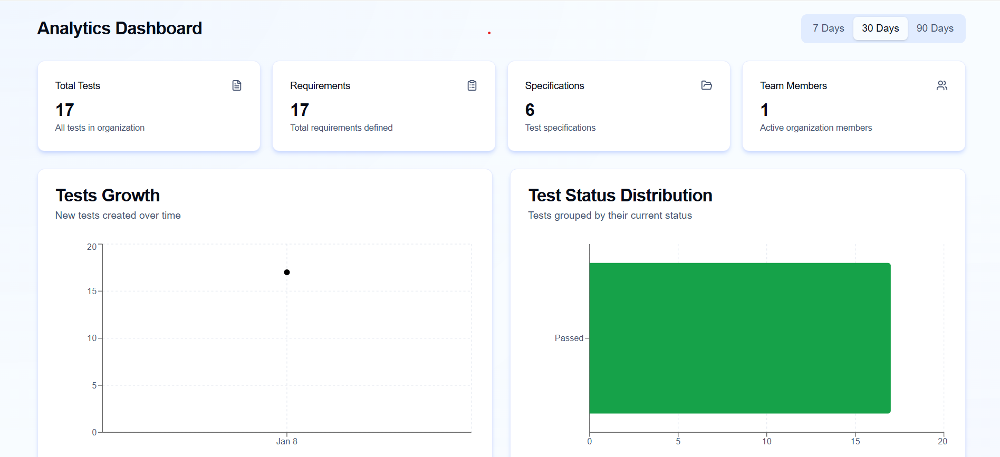 Analytics Dashboard
7 Days 30 Days 90 Days
Total Tests
17
All tests in organization
Requirements
17
Total requirements defined
Specifications
6
Test specifications
Team Members
1
Active organization members
Tests Growth
New tests created over time
20
15
10
5
0
Jan 8
Test Status Distribution
Tests grouped by their current status
Passed
0 5 10 15 20